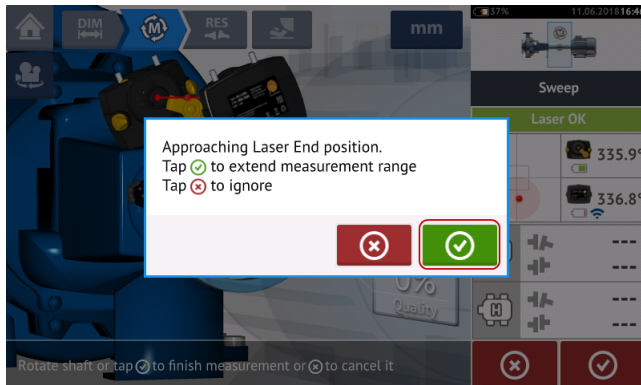 DIM
M
RES
mm
37%
11.06.2018 16:4
Sweep
Laser OK
335.9°
336.8°
Approaching Laser End position.
Tap to extend measurement range
Tap to ignore
0%
Quality
---
---
---
---
Rotate shaft or tap to finish measurement or to cancel it